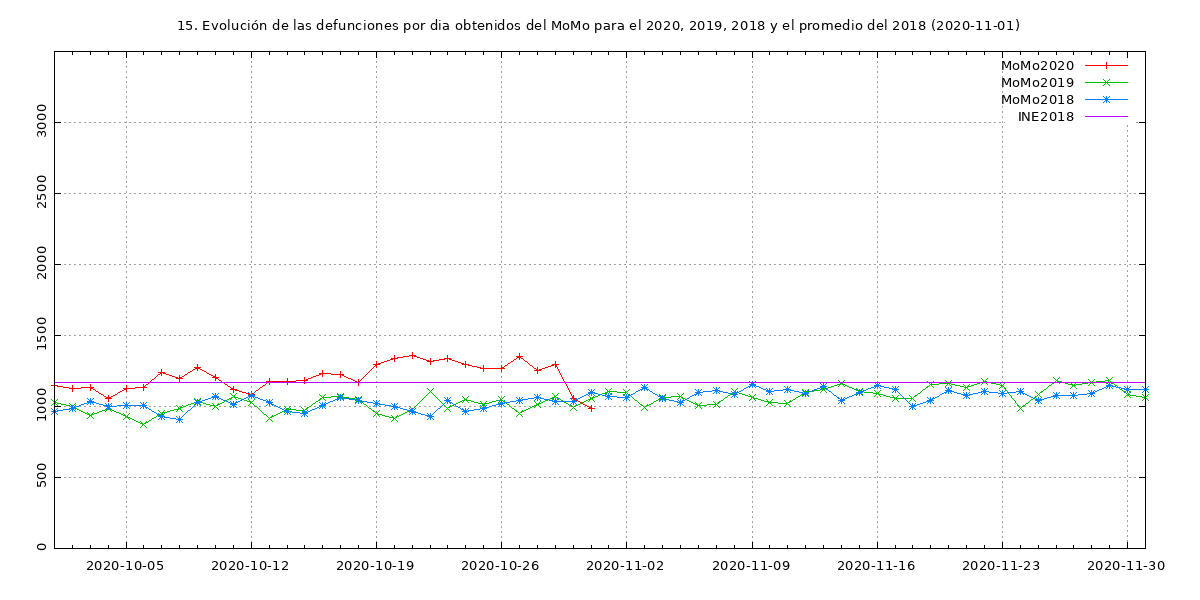 15. Evolución de las defunciones por dia obtenidos del MoMo para el 2020, 2019, 2018 y el promedio del 2018 (2020-11-01)
MoMo2020
MoMo2019
MoMo2018
INE2018
3000
2500
2000
1500
1000
500
0
2020-10-05 2020-10-12 2020-10-19 2020-10-26 2020-11-02 2020-11-09 2020-11-16 2020-11-23 2020-11-30